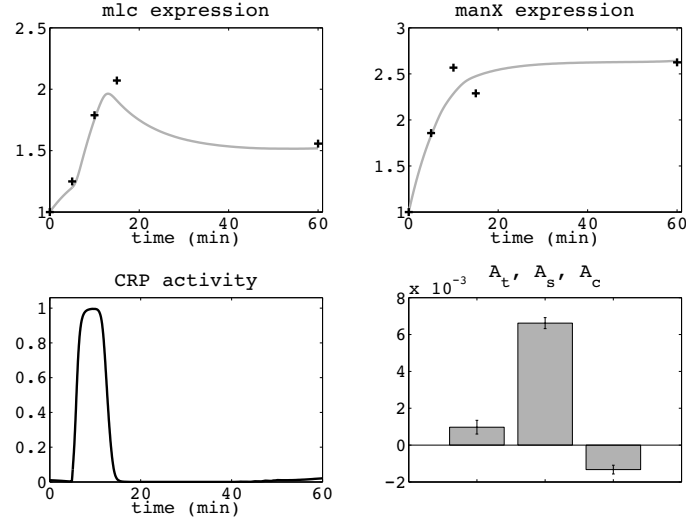 mlc expression
2.5
2
1.5
1
0 20 40 60
time (min)
manX expression
3
2.5
2
1.5
1
0 20 40 60
time (min)
CRP activity
1
0.8
0.6
0.4
0.2
0
0 20 40 60
time (min)
A_t, A_s, A_c
x 10^-3
8
6
4
2
0
−2